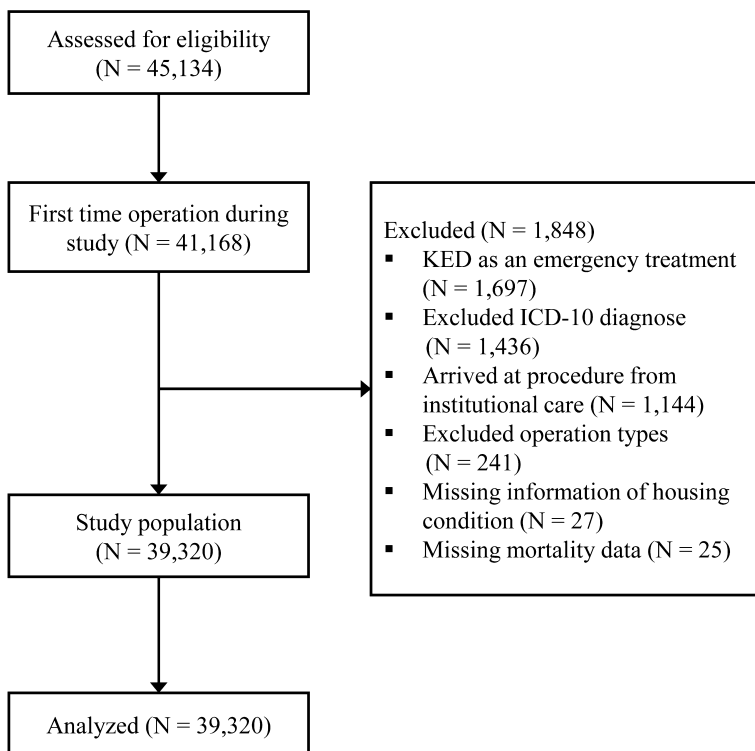 Assessed for eligibility
(N = 45,134)
First time operation during
study (N = 41,168)
Excluded (N = 1,848)
▪ KED as an emergency treatment
(N = 1,697)
▪ Excluded ICD-10 diagnose
(N = 1,436)
▪ Arrived at procedure from
institutional care (N = 1,144)
▪ Excluded operation types
(N = 241)
▪ Missing information of housing
condition (N = 27)
▪ Missing mortality data (N = 25)
Study population
(N = 39,320)
Analyzed (N = 39,320)